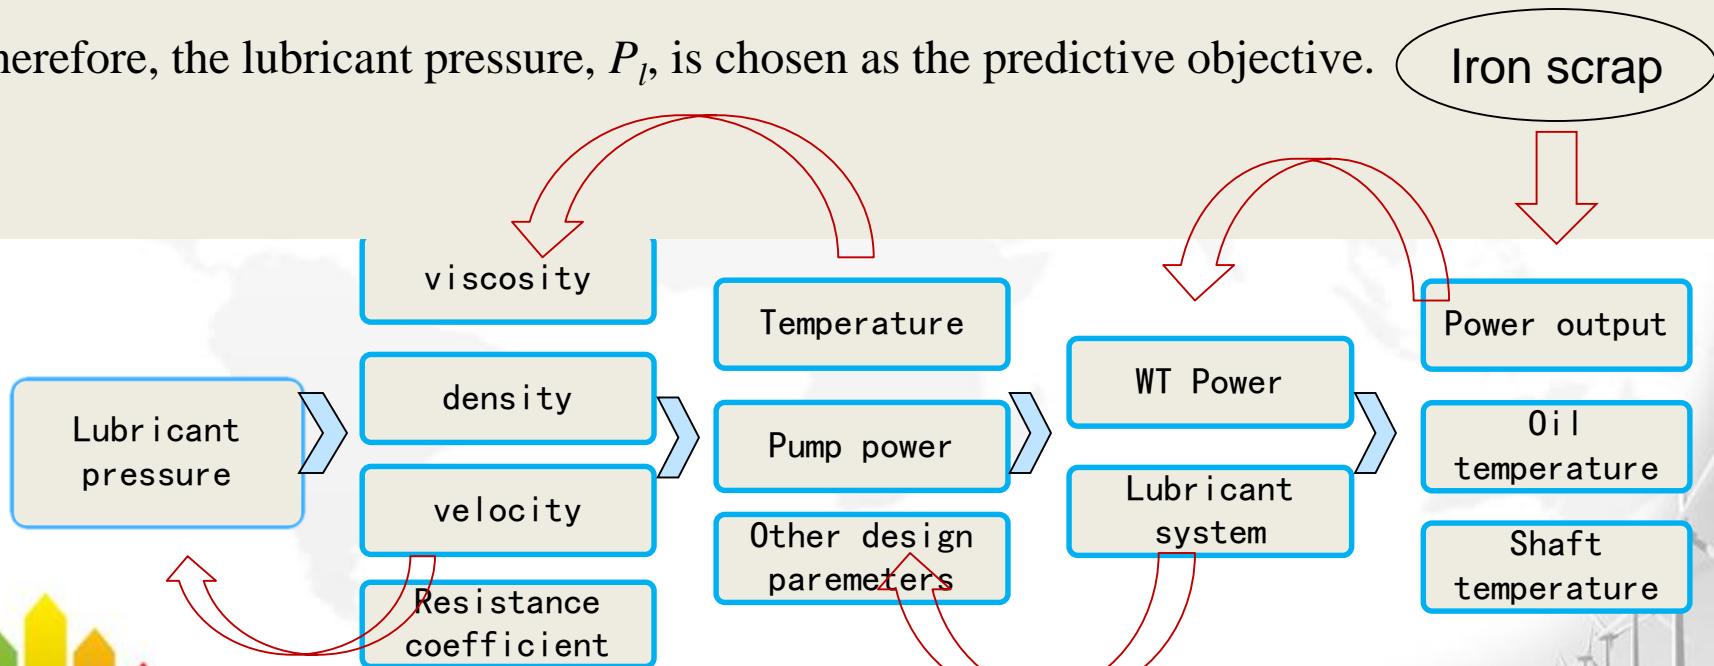 herefore, the lubricant pressure, Pl, is chosen as the predictive objective.
Iron scrap
Lubricant
pressure
viscosity
density
velocity
Resistance
coefficient
Temperature
Pump power
Other design
paremeters
WT Power
Lubricant
system
Power output
Oil
temperature
Shaft
temperature